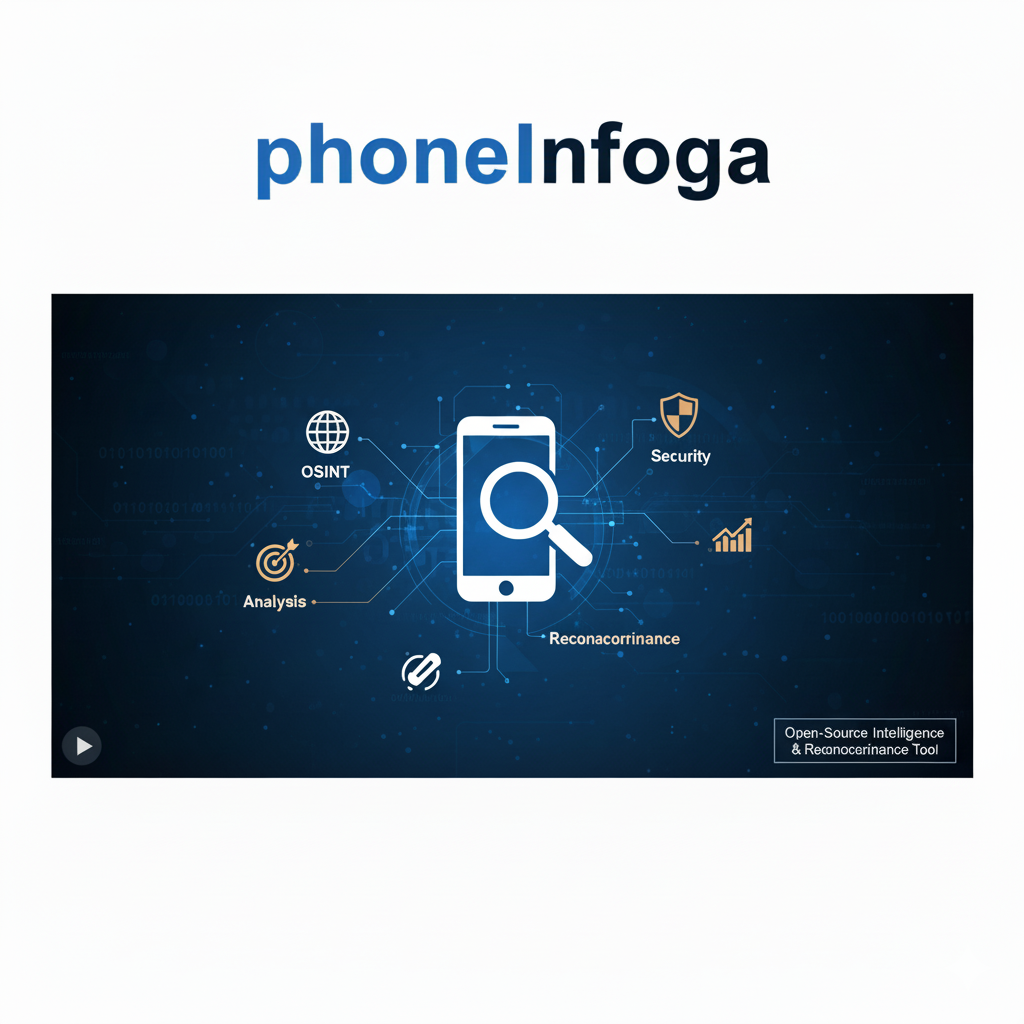 phoneInfoga
OSINT
Security
Analysis
Reconacorrinance
Open-Source Intelligence
& Reconocerinance Tool